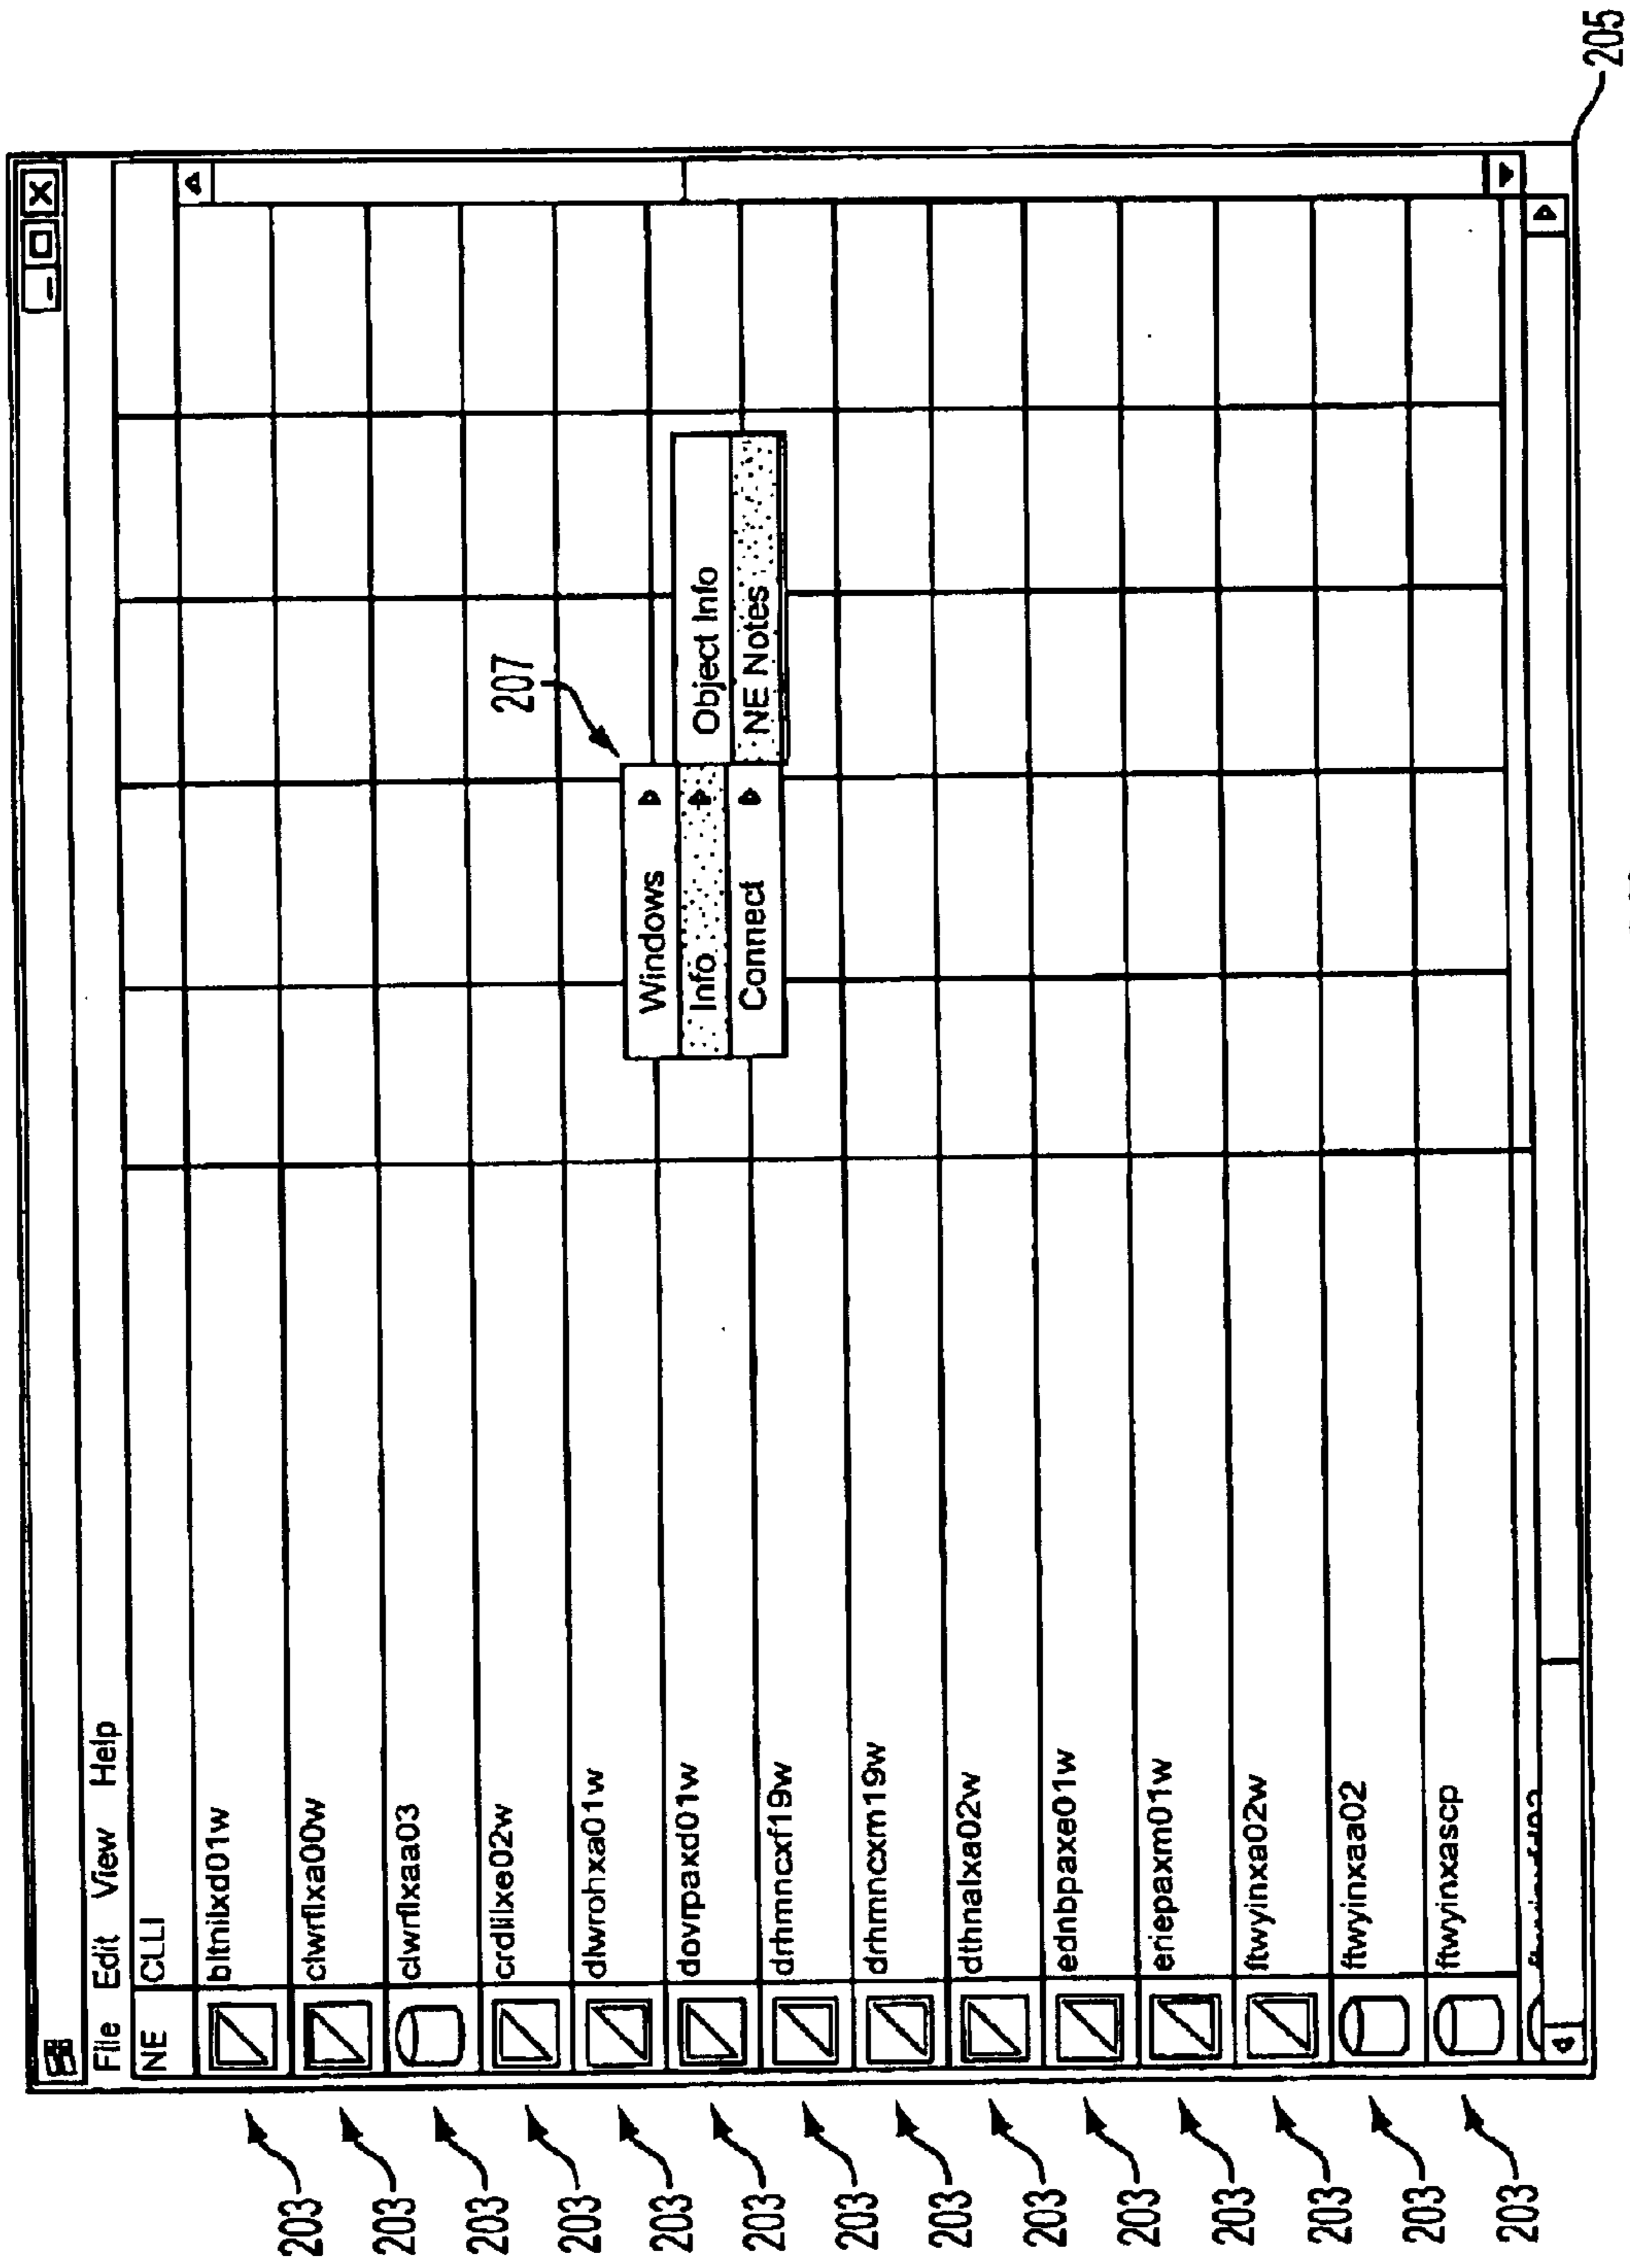 File Edit View Help
NE CLLI
bltnilxd01w
clwrflxa00w
clwrflxaa03
crdlilxe02w
dlwrohxa01w
dovrpaxd01w
drhmncxf19w
drhmncxm19w
dthnalxa02w
ednbpaxe01w
eriepaxm01w
ftwyinxa02w
ftwyinxaa02
ftwyinxascp
207
Windows
Info
Connect
Object Info
NE Notes
203
203
203
203
203
203
203
203
203
203
203
203
203
203
205